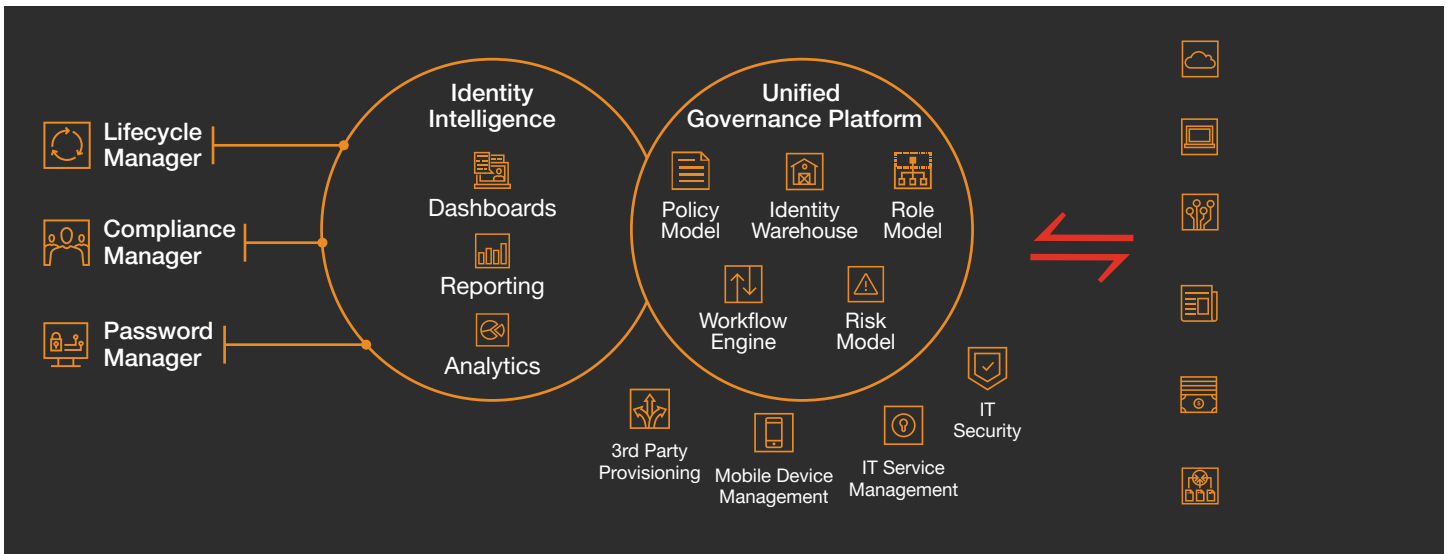 Lifecycle
Manager
Compliance
Manager
Password
Manager
Identity
Intelligence
Dashboards
Reporting
Analytics
Unified
Governance Platform
Policy
Model
Identity
Warehouse
Role
Model
Workflow
Engine
Risk
Model
3rd Party
Provisioning
Mobile Device
Management
IT Service
Management
IT
Security